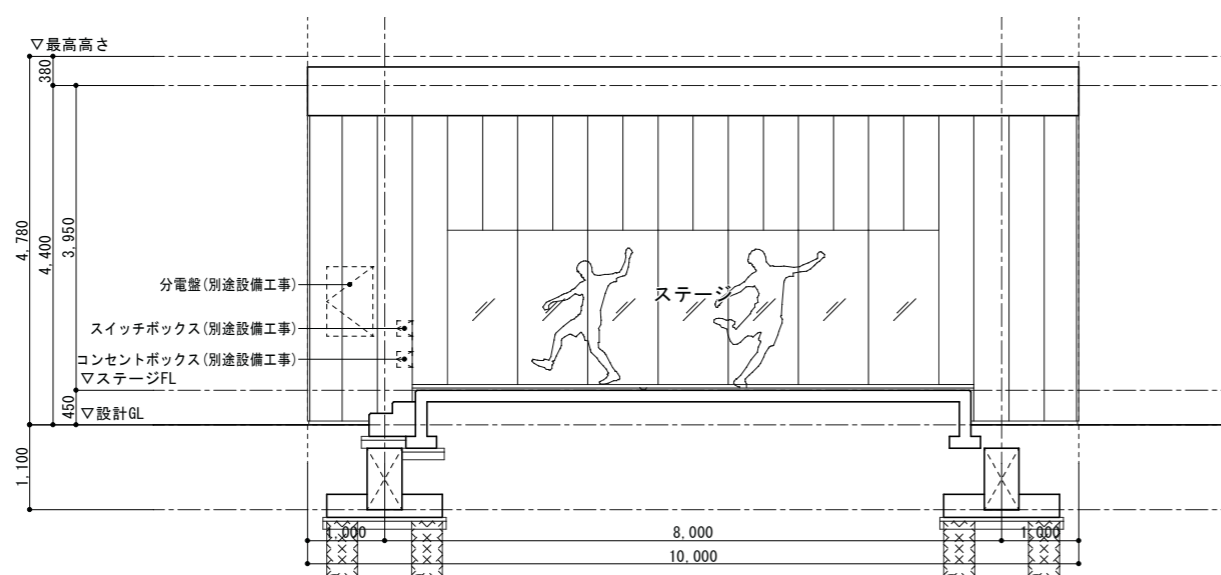 ▽最高高さ
380
4,780
4,400
3,950
分電盤(別途設備工事)
ステージ
スイッチボックス(別途設備工事)
コンセントボックス(別途設備工事)
▽ステージFL
450
▽設計GL
1,100
1,000
8,000
1,000
10,000